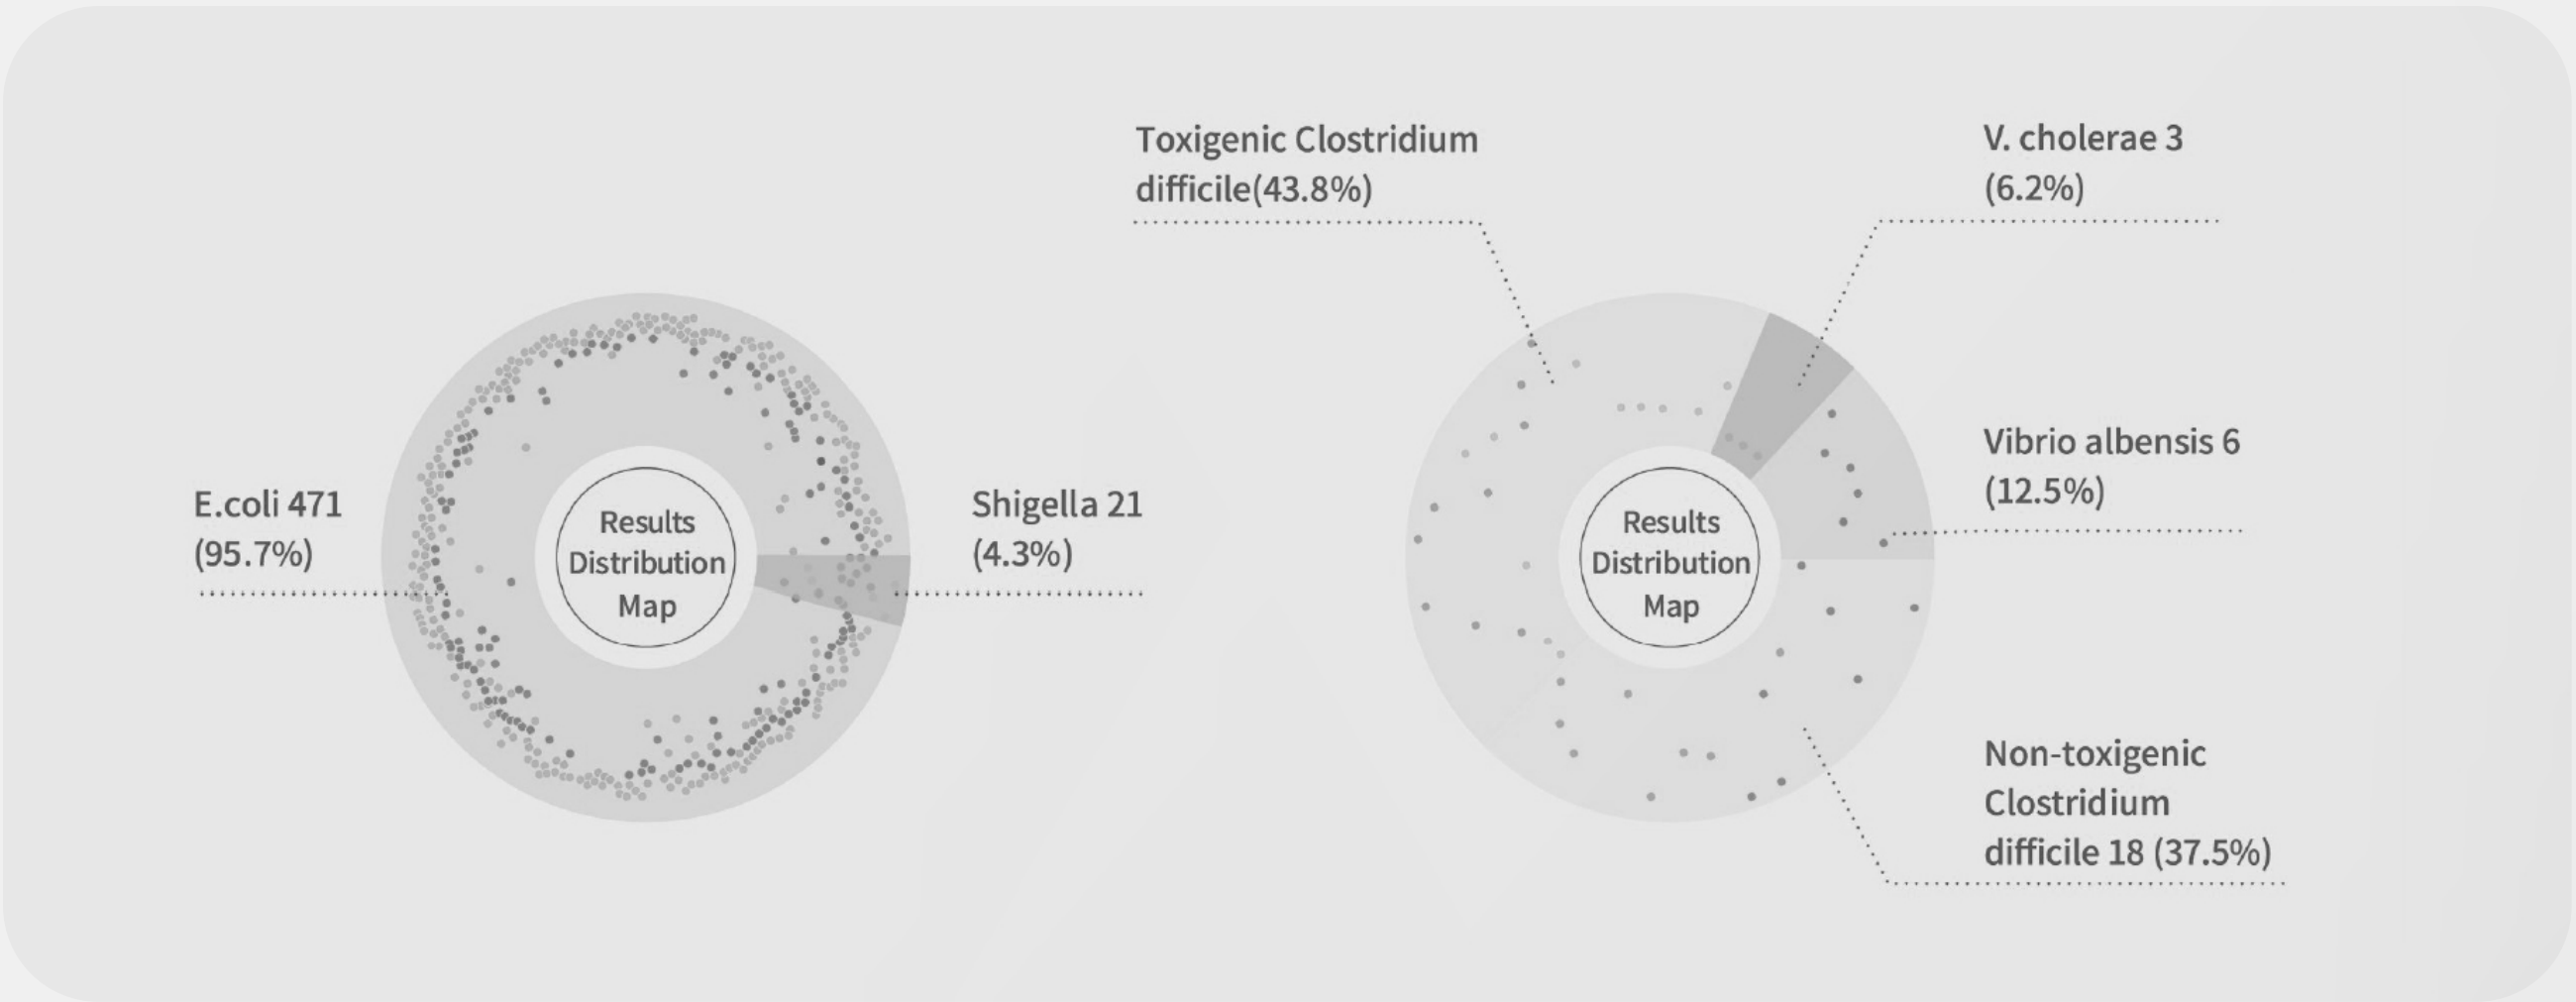 E.coli 471
(95.7%)
Results
Distribution
Map
Shigella 21
(4.3%)
Toxigenic Clostridium
difficile(43.8%)
V. cholerae 3
(6.2%)
Results
Distribution
Map
Vibrio albensis 6
(12.5%)
Non-toxigenic
Clostridium
difficile 18 (37.5%)